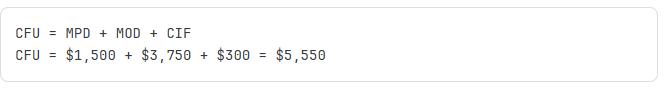 CFU = MPD + MOD + CIF
CFU = $1,500 + $3,750 + $300 = $5,550